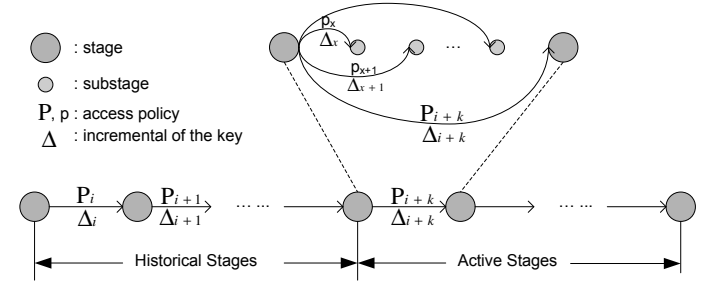 : stage
: substage
P, p : access policy
Δ : incremental of the key
px
Δx
...
px+1
Δx+1
Pi+k
Δi+k
Pi
Δi
Pi+1
Δi+1
... ...
Pi+k
Δi+k
... ...
Historical Stages
Active Stages